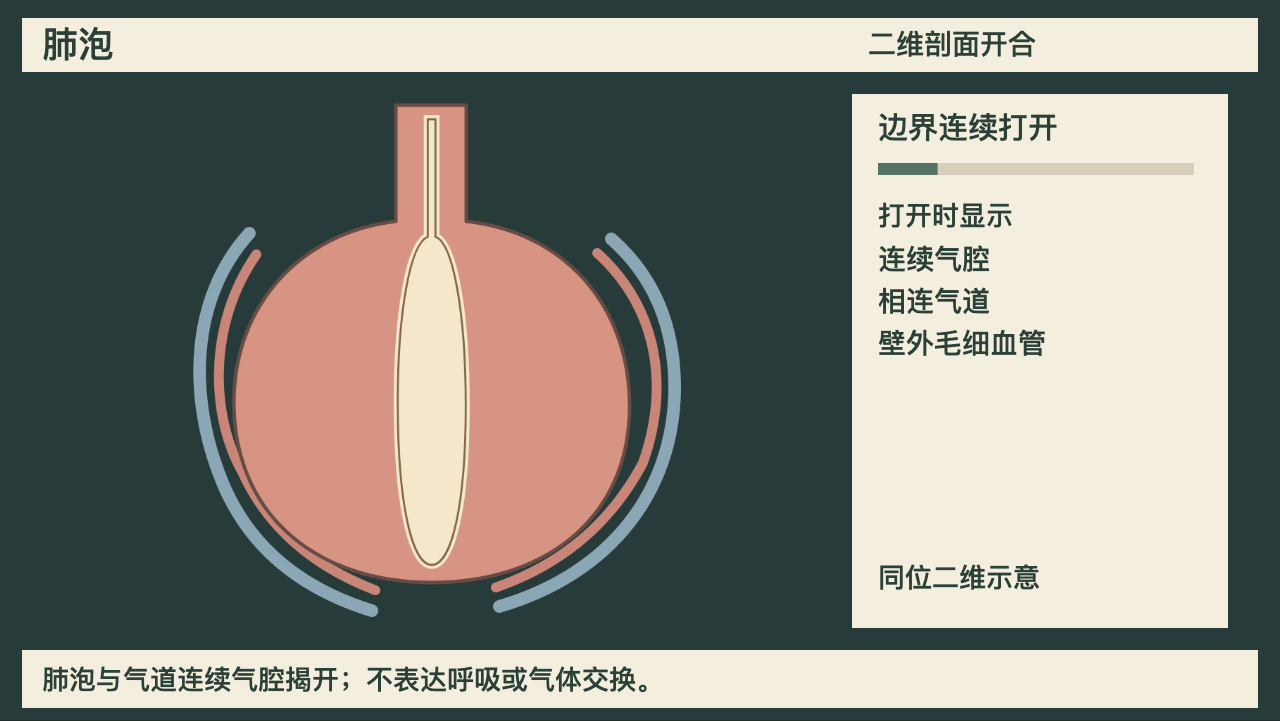 肺泡
二维剖面开合
边界连续打开
打开时显示
连续气腔
相连气道
壁外毛细血管
同位二维示意
肺泡与气道连续气腔揭开；不表达呼吸或气体交换。